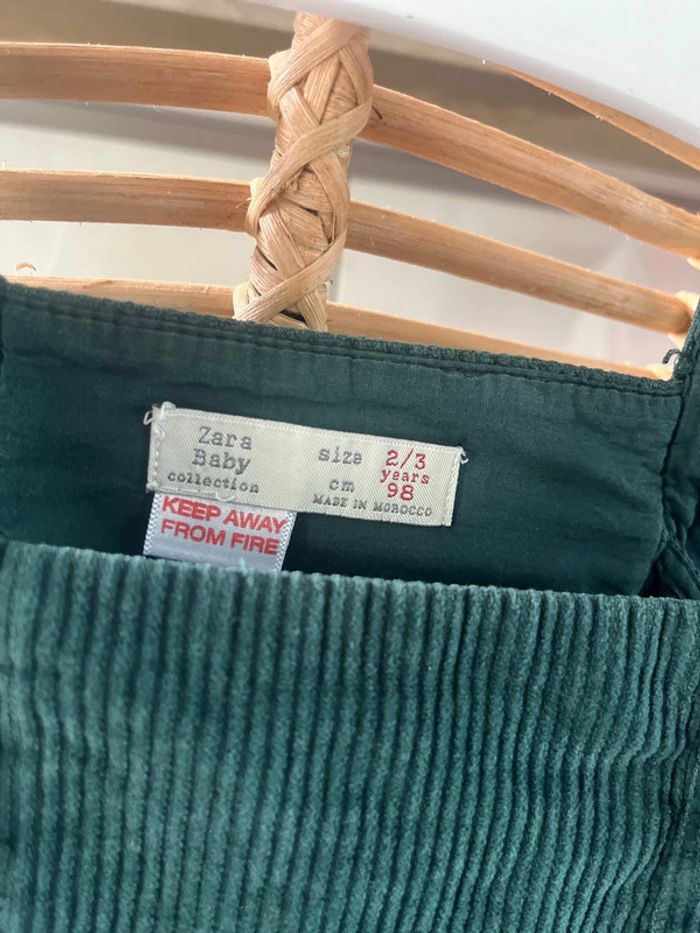 Zara
Baby
collection
size
cm
2/3
years
98
MADE IN MOROCCO
KEEP AWAY
FROM FIRE